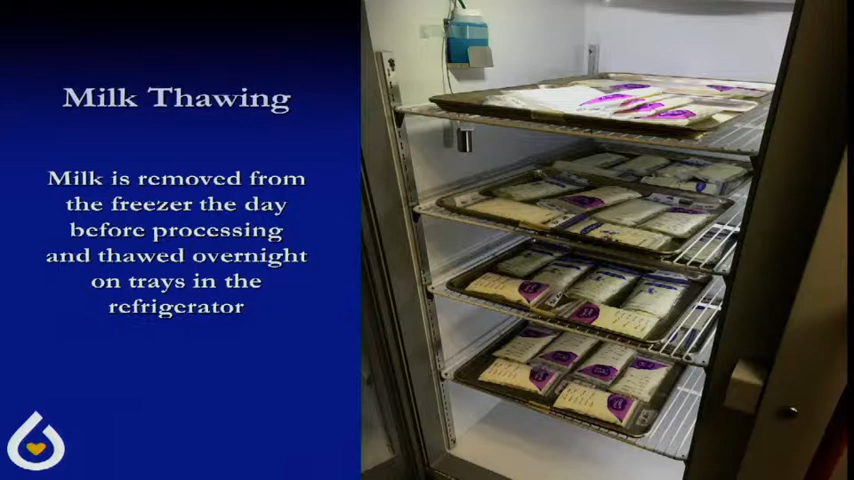 Milk Thawing
Milk is removed from
the freezer the day
before processing
and thawed overnight
on trays in the
refrigerator